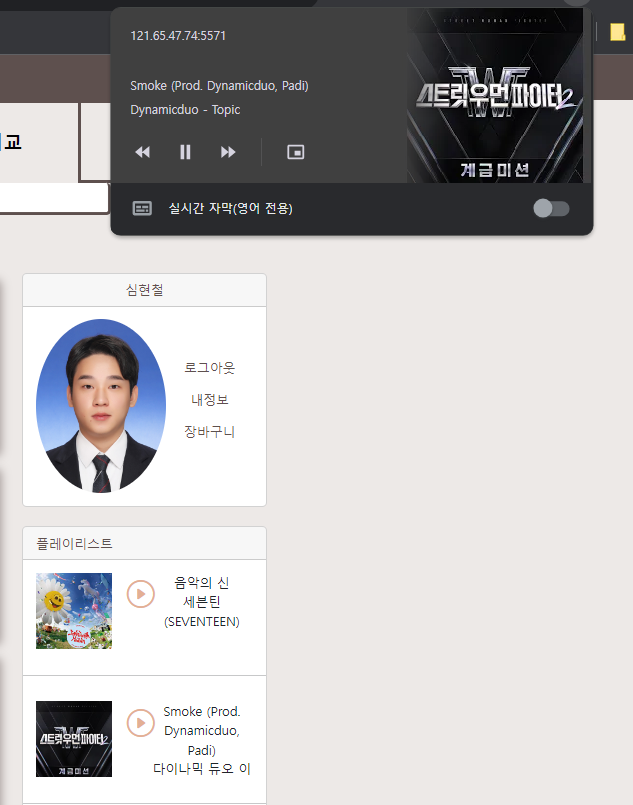 121.65.47.74:5571
Smoke (Prod. Dynamicduo, Padi)
Dynamicduo - Topic
STREET WOMAN FIGHTER
스트릿우먼파이터2
계급미션
실시간 자막(영어 전용)
교
심현철
로그아웃
내정보
장바구니
플레이리스트
음악의 신
세븐틴
(SEVENTEEN)
Smoke (Prod.
Dynamicduo,
Padi)
다이나믹 듀오 이
스트릿우먼파이터2
계급미션